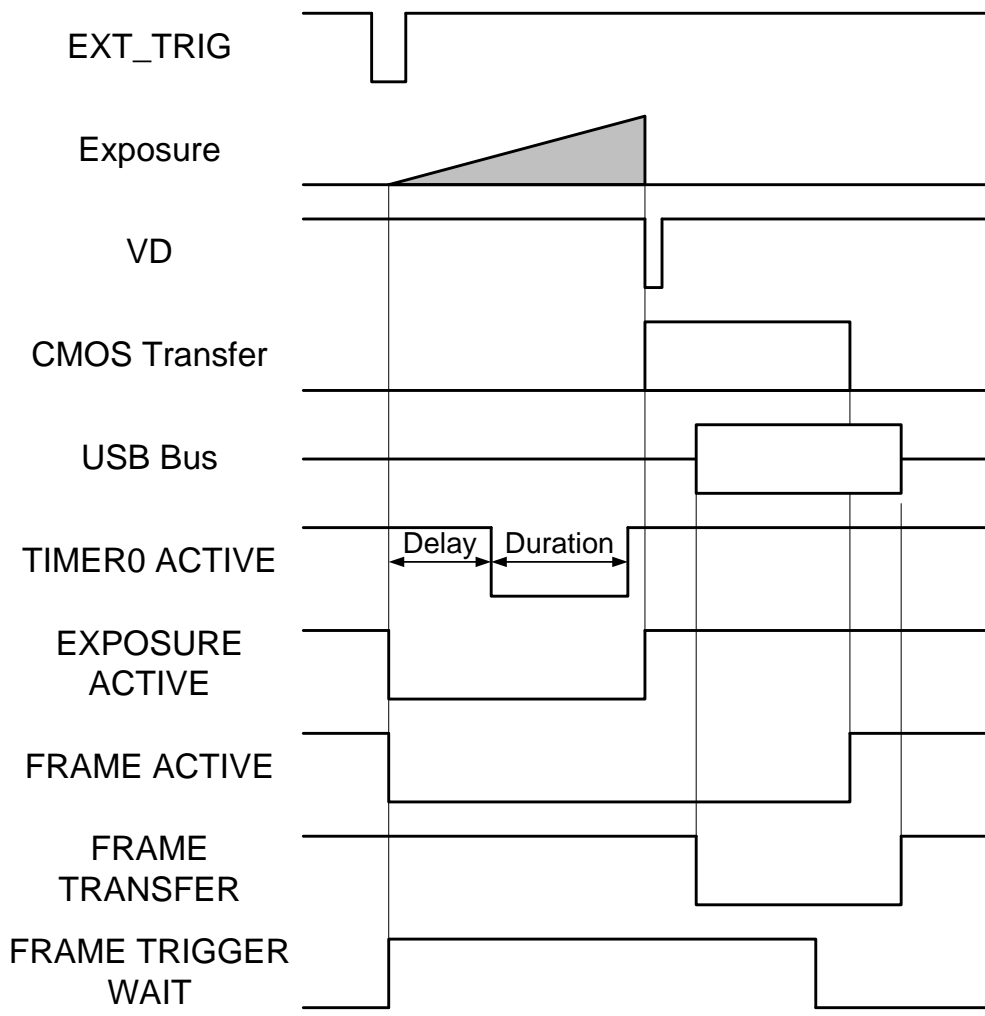 EXT_TRIG
Exposure
VD
CMOS Transfer
USB Bus
TIMER0 ACTIVE
Delay
Duration
EXPOSURE
ACTIVE
FRAME ACTIVE
FRAME
TRANSFER
FRAME TRIGGER
WAIT